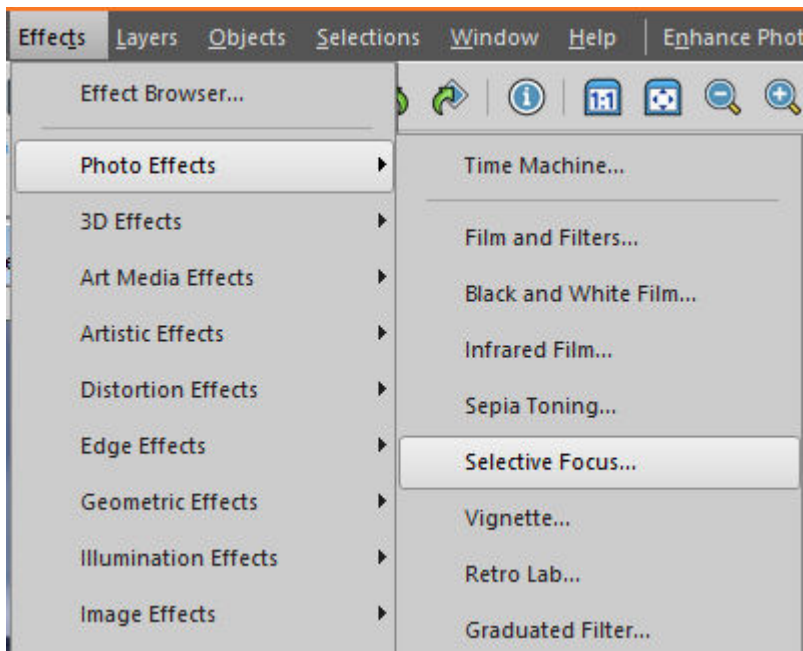 Effects Layers Objects Selections Window Help Enhance Phot
Effect Browser...
1:1
Photo Effects
3D Effects
Art Media Effects
Artistic Effects
Distortion Effects
Edge Effects
Geometric Effects
Illumination Effects
Image Effects
Time Machine...
Film and Filters...
Black and White Film...
Infrared Film...
Sepia Toning...
Selective Focus...
Vignette...
Retro Lab...
Graduated Filter...